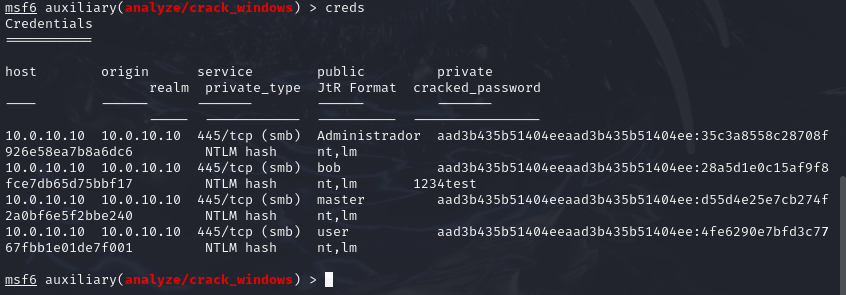 msf6 auxiliary(analyze/crack_windows) > creds
Credentials
===========
host origin service public private
realm private_type JtR Format cracked_password
---- ------ ------- ------ -------
----- ------------ ---------- ----------------
10.0.10.10 10.0.10.10 445/tcp (smb) Administrador aad3b435b51404eeaad3b435b51404ee:35c3a8558c28708f
926e58ea7b8a6dc6 NTLM hash nt,lm
10.0.10.10 10.0.10.10 445/tcp (smb) bob aad3b435b51404eeaad3b435b51404ee:28a5d1e0c15af9f8
fce7db65d75bbf17 NTLM hash nt,lm 1234test
10.0.10.10 10.0.10.10 445/tcp (smb) master aad3b435b51404eeaad3b435b51404ee:d55d4e25e7cb274f
2a0bf6e5f2bbe240 NTLM hash nt,lm
10.0.10.10 10.0.10.10 445/tcp (smb) user aad3b435b51404eeaad3b435b51404ee:4fe6290e7bfd3c77
67fbb1e01de7f001 NTLM hash nt,lm
msf6 auxiliary(analyze/crack_windows) >